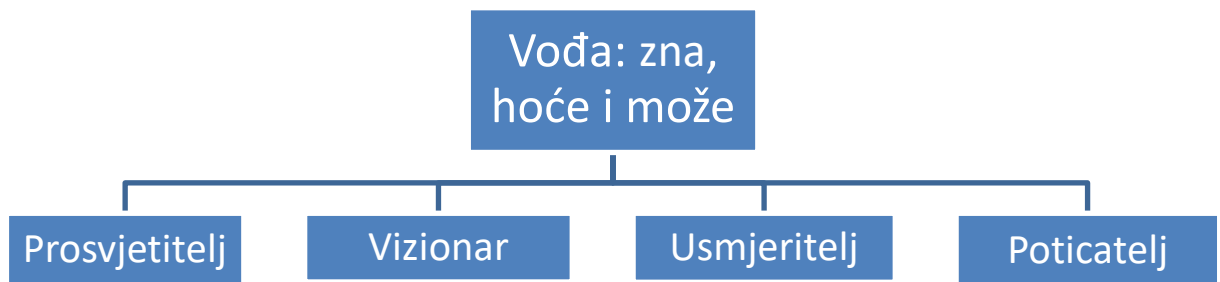 Vođa: zna,
hoće i može
Prosvjetitelj
Vizionar
Usmjeritelj
Poticatelj